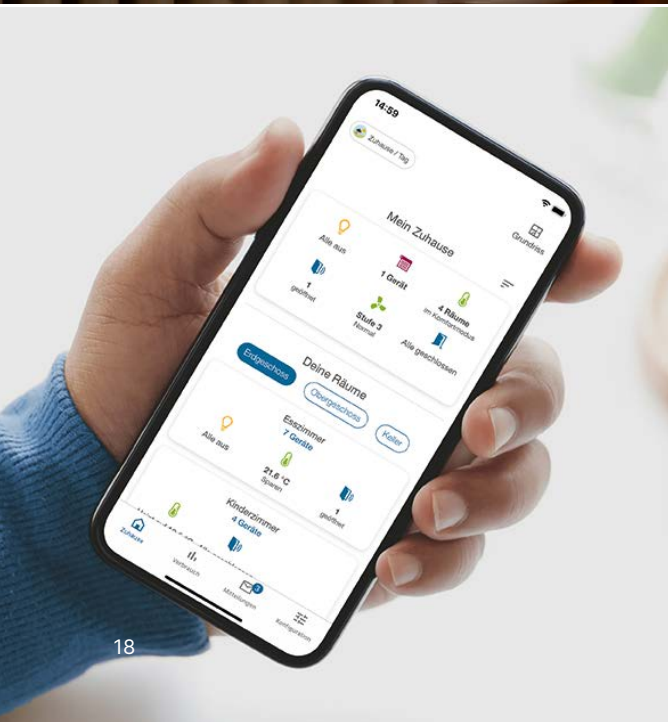 14:59
Zuhause / Tag
Grundriss
Mein Zuhause
Alle aus
1 Gerät
4 Räume
im Komfortmodus
1
geöffnet
Stufe 3
Normal
Alle geschlossen
Deine Räume
Erdgeschoss
Obergeschoss
Keller
Esszimmer
7 Geräte
Alle aus
21.6 °C
Sparen
1
geöffnet
Kinderzimmer
4 Geräte
Zuhause
Verbrauch
3
Mitteilungen
Konfiguration
18